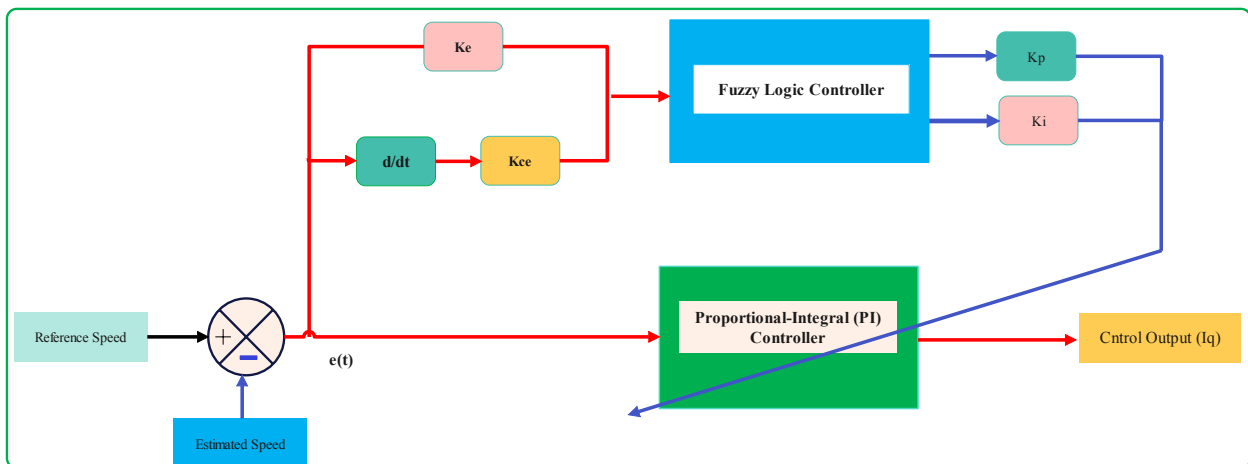 Ke
Fuzzy Logic Controller
Kp
Ki
d/dt
Kce
Reference Speed
+
-
e(t)
Proportional-Integral (PI)
Controller
Cntrol Output (Iq)
Estimated Speed